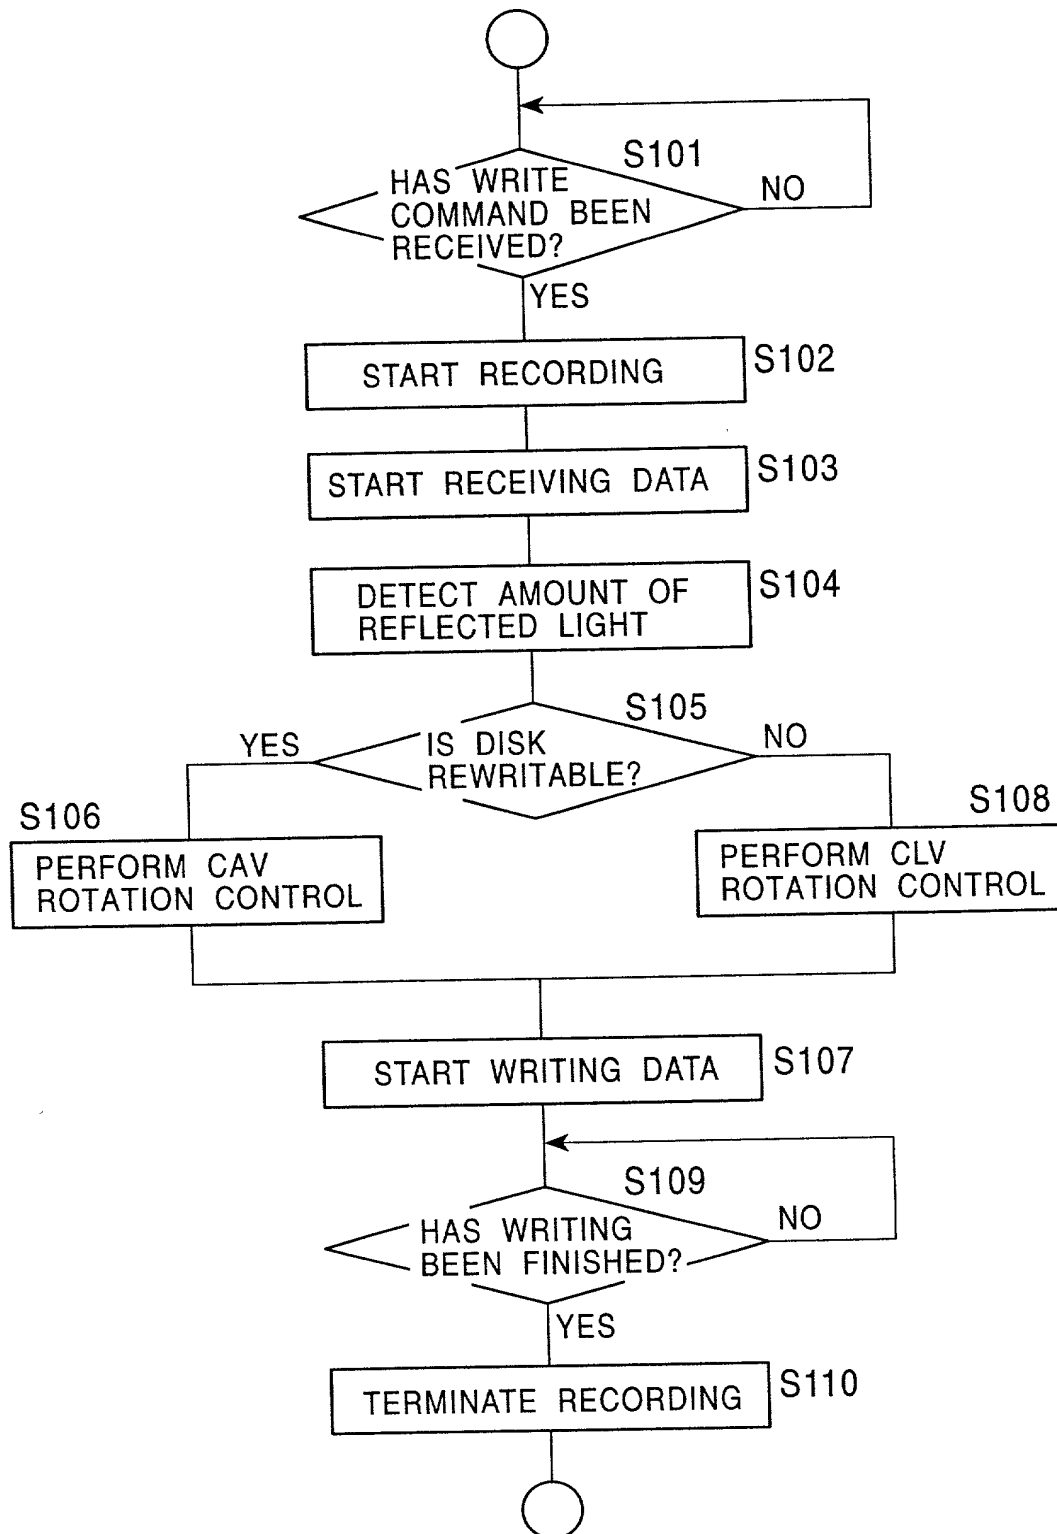 S101
HAS WRITE
COMMAND BEEN
RECEIVED?
NO
YES
START RECORDING
S102
START RECEIVING DATA
S103
DETECT AMOUNT OF
REFLECTED LIGHT
S104
S105
IS DISK
REWRITABLE?
YES
NO
S106
PERFORM CAV
ROTATION CONTROL
S108
PERFORM CLV
ROTATION CONTROL
START WRITING DATA
S107
S109
HAS WRITING
BEEN FINISHED?
NO
YES
TERMINATE RECORDING
S110